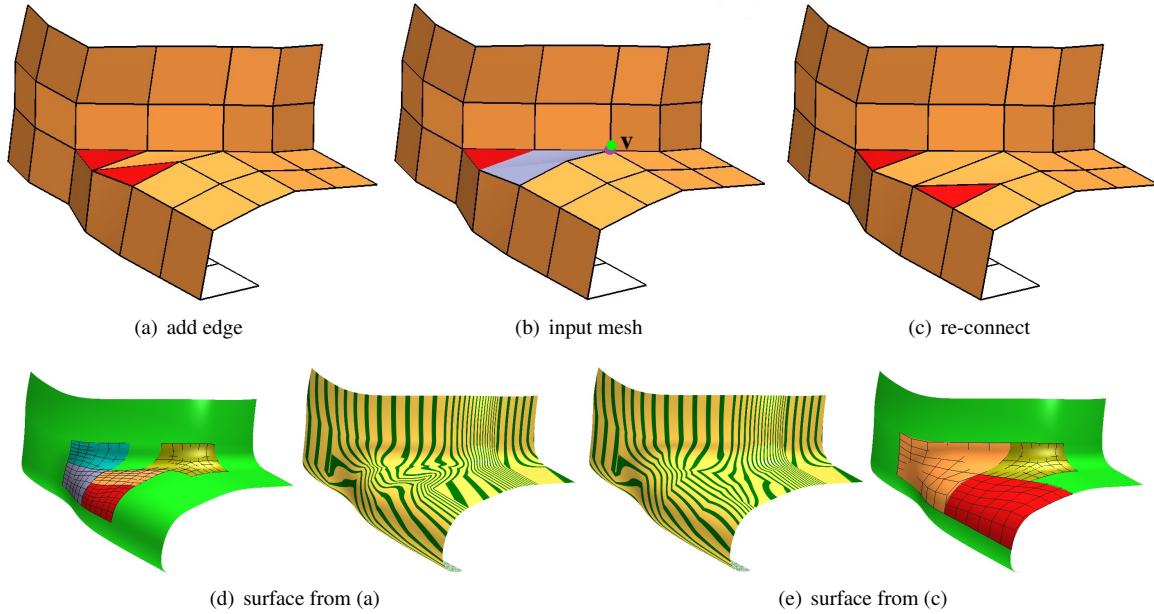 v
(a) add edge
(b) input mesh
(c) re-connect
(d) surface from (a)
(e) surface from (c)